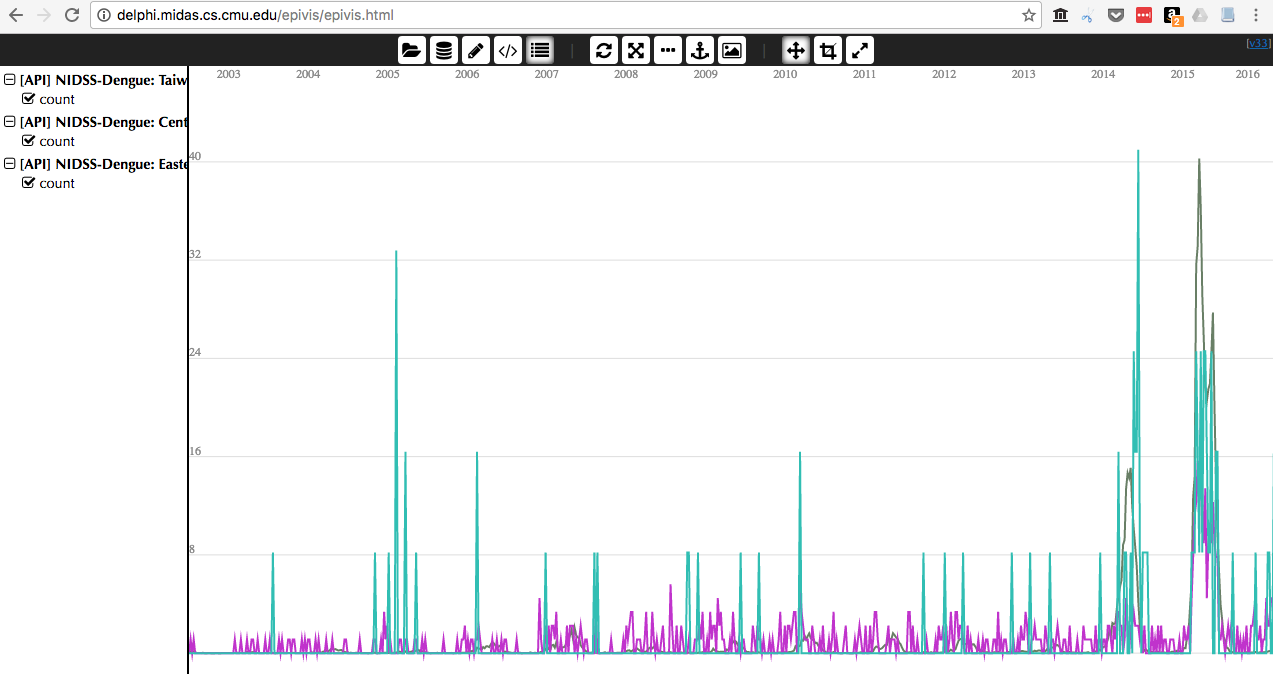 delphi.midas.cs.cmu.edu/epivis/epivis.html
2
[v33]
[API] NIDSS-Dengue: Taiw
count
[API] NIDSS-Dengue: Cent
count
[API] NIDSS-Dengue: Easte
count
2003 2004 2005 2006 2007 2008 2009 2010 2011 2012 2013 2014 2015 2016
40
32
24
16
8